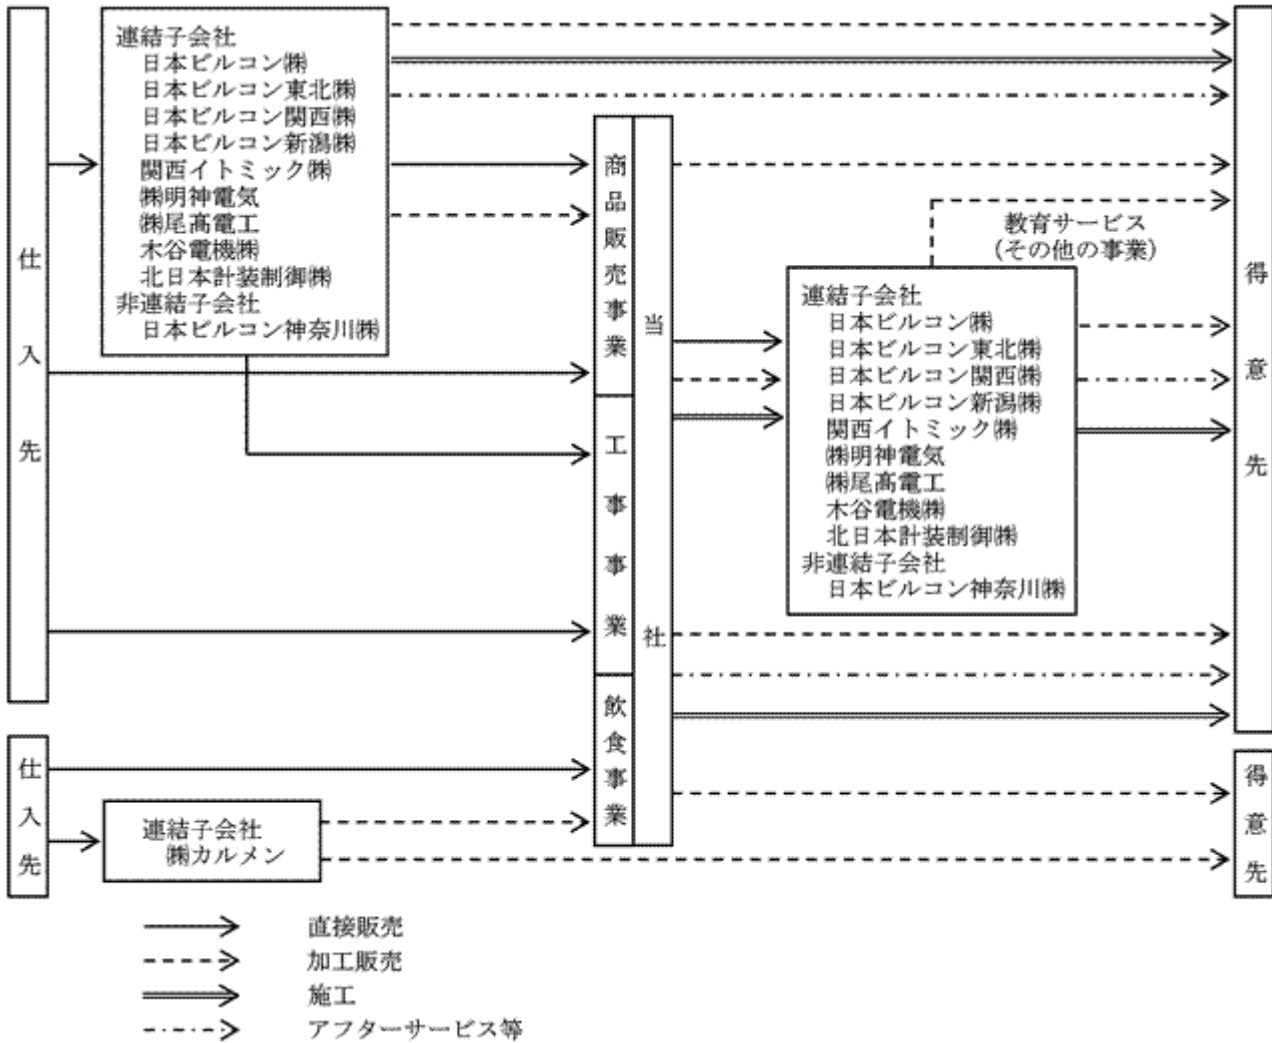 仕入先
連結子会社
日本ビルコン㈱
日本ビルコン東北㈱
日本ビルコン関西㈱
日本ビルコン新潟㈱
関西イトミック㈱
㈱明神電気
㈱尾髙電工
木谷電機㈱
北日本計装制御㈱
非連結子会社
日本ビルコン神奈川㈱
商品販売事業
工事事業
飲食事業
当社
教育サービス
(その他の事業)
連結子会社
日本ビルコン㈱
日本ビルコン東北㈱
日本ビルコン関西㈱
日本ビルコン新潟㈱
関西イトミック㈱
㈱明神電気
㈱尾髙電工
木谷電機㈱
北日本計装制御㈱
非連結子会社
日本ビルコン神奈川㈱
得意先
仕入先
連結子会社
㈱カルメン
得意先
直接販売
加工販売
施工
アフターサービス等